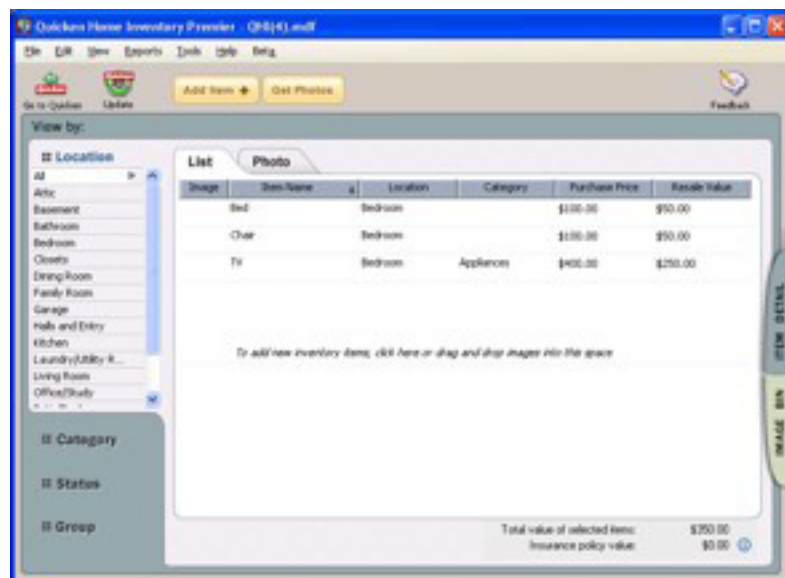 Quicken Home Inventory Premier - QHI(4).mdf
File Edit View Reports Tools Help Beta
Go to Quicken Update Add Item + Get Photos Feedback
View by:
Location
All
Attic
Basement
Bathroom
Bedroom
Closets
Dining Room
Family Room
Garage
Halls and Entry
Kitchen
Laundry/Utility R...
Living Room
Office/Study
Category
Status
Group
List Photo
Image Item Name Location Category Purchase Price Resale Value
Bed Bedroom $100.00 $50.00
Chair Bedroom $100.00 $50.00
TV Bedroom Appliances $400.00 $250.00
To add new inventory items, click here or drag and drop images into this space
Total value of selected items: $350.00
Insurance policy value: $0.00
ITEM DETAIL
IMAGE BIN